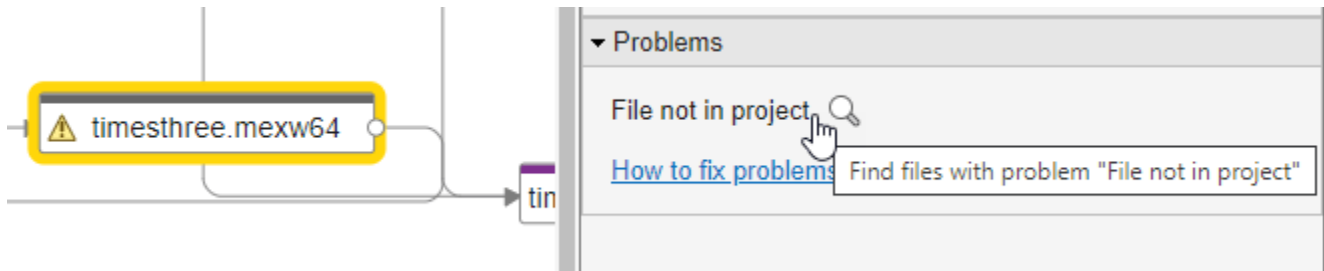 timesthree.mexw64
tin
Problems
File not in project
How to fix problems
Find files with problem "File not in project"